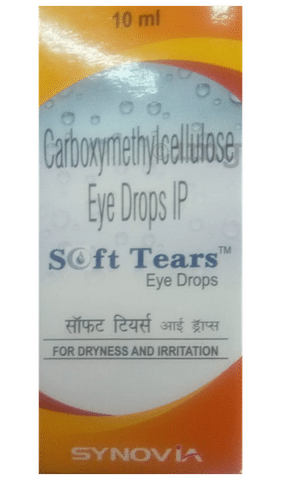 10 ml
Carboxymethylcellulose
Eye Drops IP
Soft Tears™
Eye Drops
सॉफ्ट टियर्स आई ड्रॉप्स
FOR DRYNESS AND IRRITATION
SYNOVIA